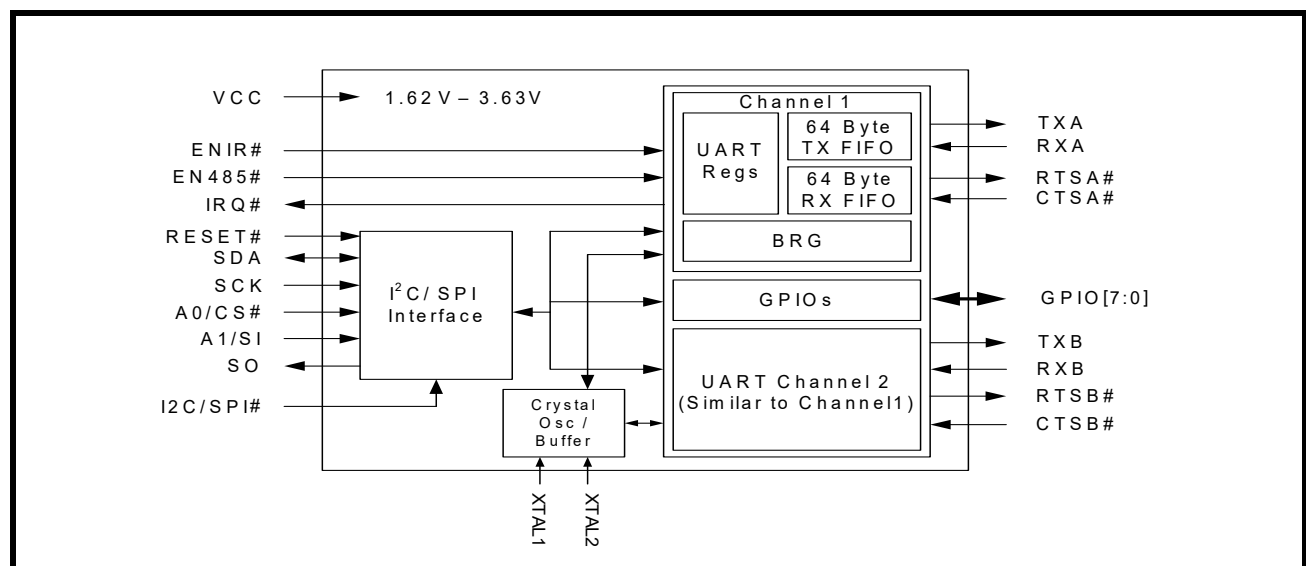 VCC
1.62V – 3.63V
ENIR#
EN485#
IRQ#
RESET#
SDA
SCK
A0/CS#
A1/SI
SO
I2C/SPI#
I²C/SPI
Interface
Crystal
Osc /
Buffer
XTAL1
XTAL2
Channel 1
UART
Regs
64 Byte
TX FIFO
64 Byte
RX FIFO
BRG
GPIOs
UART Channel 2
(Similar to Channel1)
TXA
RXA
RTSA#
CTSA#
GPIO[7:0]
TXB
RXB
RTSB#
CTSB#